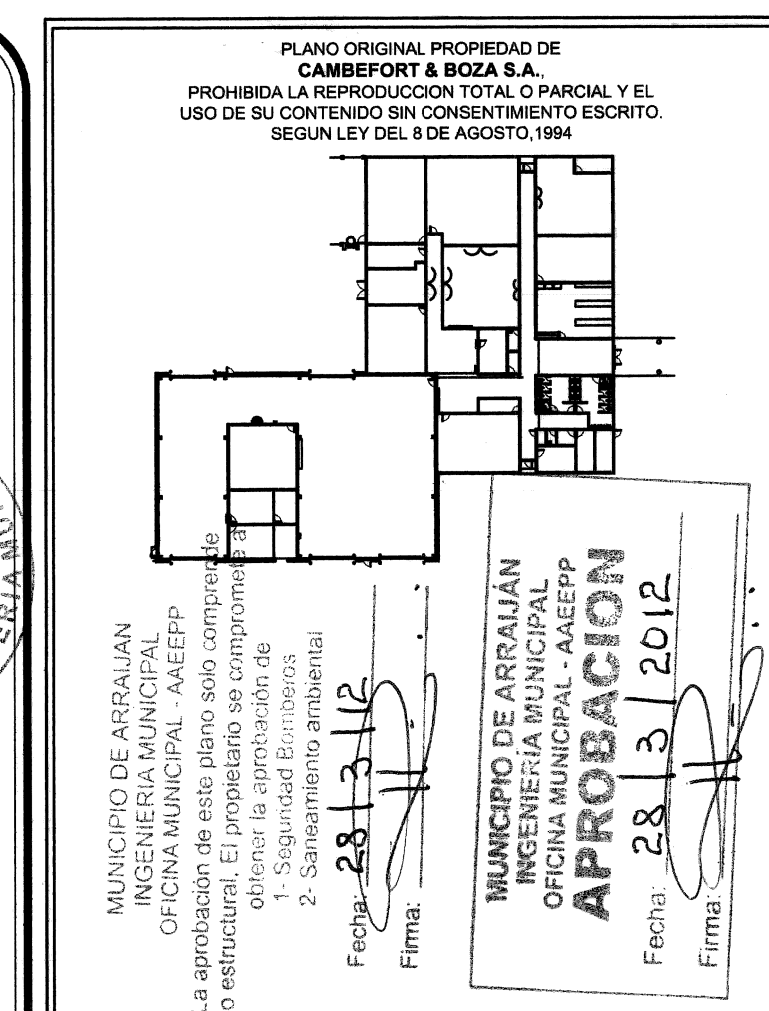 PLANO ORIGINAL PROPIEDAD DE
CAMBEFORT & BOZA S.A.,
PROHIBIDA LA REPRODUCCION TOTAL O PARCIAL Y EL
USO DE SU CONTENIDO SIN CONSENTIMIENTO ESCRITO.
SEGUN LEY DEL 8 DE AGOSTO,1994
MUNICIPIO DE ARRAIJAN
INGENIERIA MUNICIPAL
OFICINA MUNICIPAL - AAEEPP
La aprobación de este plano solo comprende
o estructural. El propietario se compromete a
obtener la aprobación de
1- Seguridad Bomberos
2- Saneamiento ambiental
Fecha: 28 | 3 | 12
Firma:
MUNICIPIO DE ARRAIJÁN
INGENIERÍA MUNICIPAL
OFICINA MUNICIPAL - AAEEPP
APROBACION
Fecha: 28 | 3 | 2012
Firma: